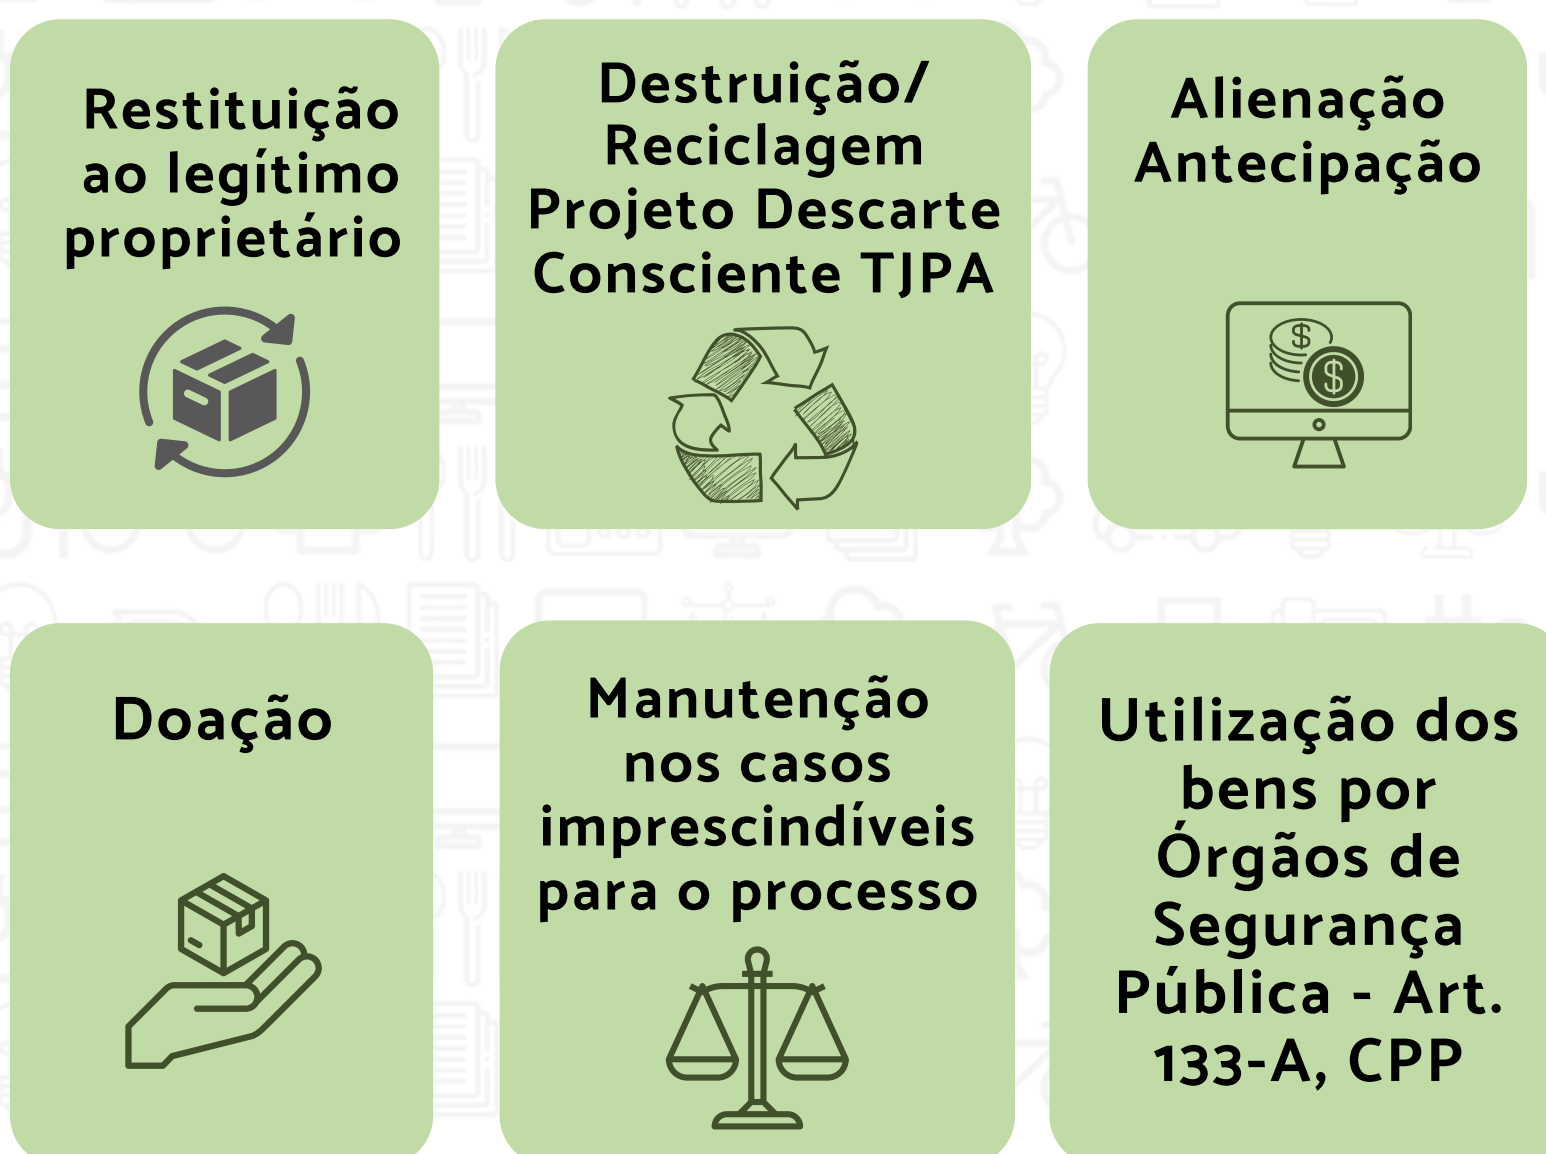 Restituição
ao legítimo
proprietário
Destruição/
Reciclagem
Projeto Descarte
Consciente TJPA
Alienação
Antecipação
$
$
Doação
Manutenção
nos casos
imprescindíveis
para o processo
Utilização dos
bens por
Órgãos de
Segurança
Pública - Art.
133-A, CPP